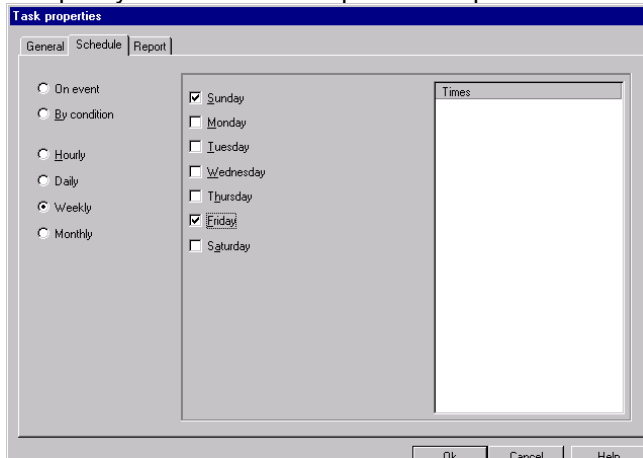 Task properties
General Schedule Report
On event
By condition
Hourly
Daily
Weekly
Monthly
Sunday
Monday
Tuesday
Wednesday
Thursday
Friday
Saturday
Times
Ok Cancel Help